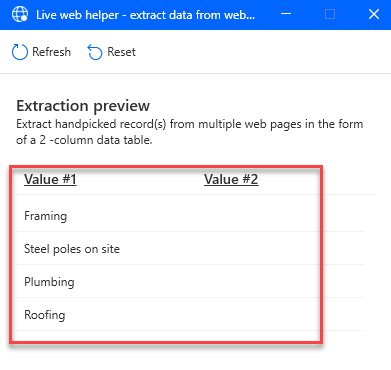 Live web helper - extract data from web...
Refresh Reset
Extraction preview
Extract handpicked record(s) from multiple web pages in the form
of a 2 -column data table.
Value #1 Value #2
Framing
Steel poles on site
Plumbing
Roofing